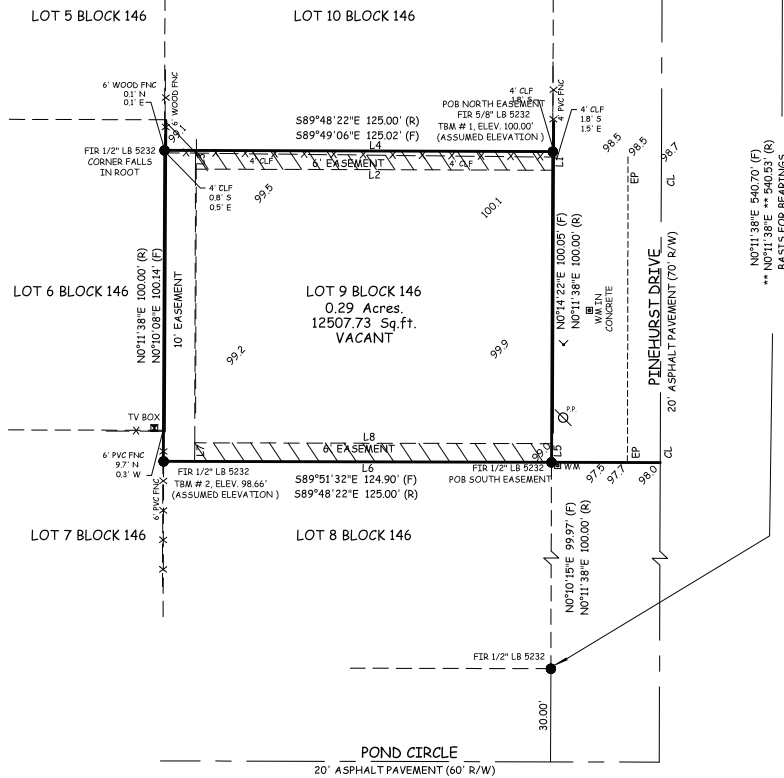 LOT 5 BLOCK 146
LOT 10 BLOCK 146
6' WOOD FNC
0.1' N
0.1' E
6' WOOD FNC
99.1
S89°48'22"E 125.00' (R)
S89°49'06"E 125.02' (F)
L4
POB NORTH EASEMENT
FIR 5/8" LB 5232
TBM # 1, ELEV. 100.00'
(ASSUMED ELEVATION )
4' CLF
1.8' S
4' PVC FNC
4' CLF
1.8' S
1.5' E
98.5
98.5
98.7
FIR 1/2" LB 5232
CORNER FALLS
IN ROOT
4' CLF
6' EASEMENT
4' CLF
L2
L1
EP
CL
4' CLF
0.8' S
0.5' E
99.5
100.1
N0°11'38"E 540.70' (F)
** N0°11'38"E ** 540.53' (R)
BASIS FOR BEARINGS
LOT 6 BLOCK 146
N0°11'38"E 100.00' (R)
N0°10'08"E 100.14' (F)
10' EASEMENT
LOT 9 BLOCK 146
0.29 Acres.
12507.73 Sq.ft.
VACANT
N0°14'22"E 100.05' (F)
N0°11'38"E 100.00' (R)
WM IN
CONCRETE
PINEHURST DRIVE
20' ASPHALT PAVEMENT (70' R/W)
99.2
99.9
TV BOX
P.P.
L8
6' EASEMENT
L7
L6
L5
EP
CL
6' PVC FNC
9.7' N
0.3' W
6' PVC FNC
FIR 1/2" LB 5232
TBM # 2, ELEV. 98.66'
(ASSUMED ELEVATION )
S89°51'32"E 124.90' (F)
S89°48'22"E 125.00' (R)
FIR 1/2" LB 5232
POB SOUTH EASEMENT
WM
97.5
97.7
98.0
LOT 7 BLOCK 146
LOT 8 BLOCK 146
N0°10'15"E 99.97' (F)
N0°11'38"E 100.00' (R)
FIR 1/2" LB 5232
30.00'
POND CIRCLE
20' ASPHALT PAVEMENT (60' R/W)